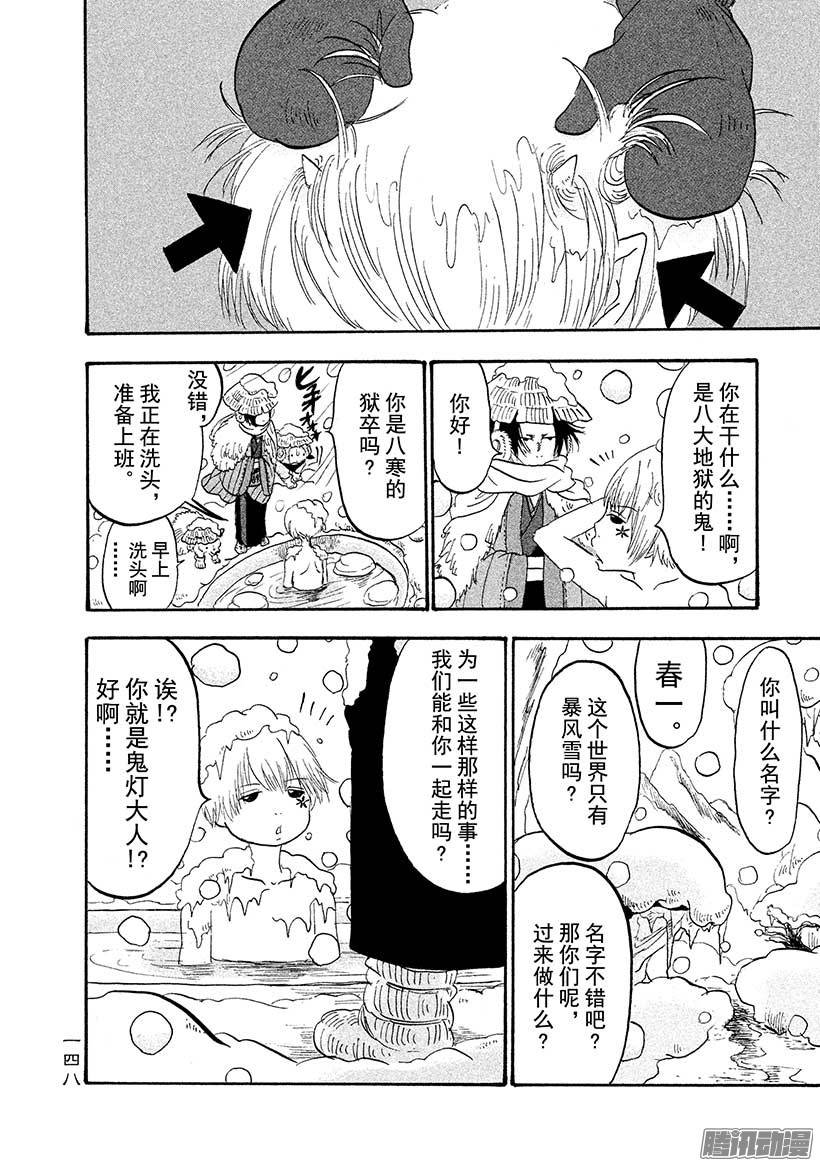 你在干什么……啊，
是八大地狱的鬼！
你好！
你是八寒的
狱卒吗？
ヒョオォォ
没错，
我正在洗头，
准备上班。
早上
洗头啊
……
你叫什么名字？
春一。
这个世界只有
暴风雪吗？
名字不错吧？
那你们呢，
过来做什么？
为一些这样那样的事……
我们能和你一起走吗？
诶！？
你就是鬼灯大人！？
好啊……
一四八
腾讯动漫